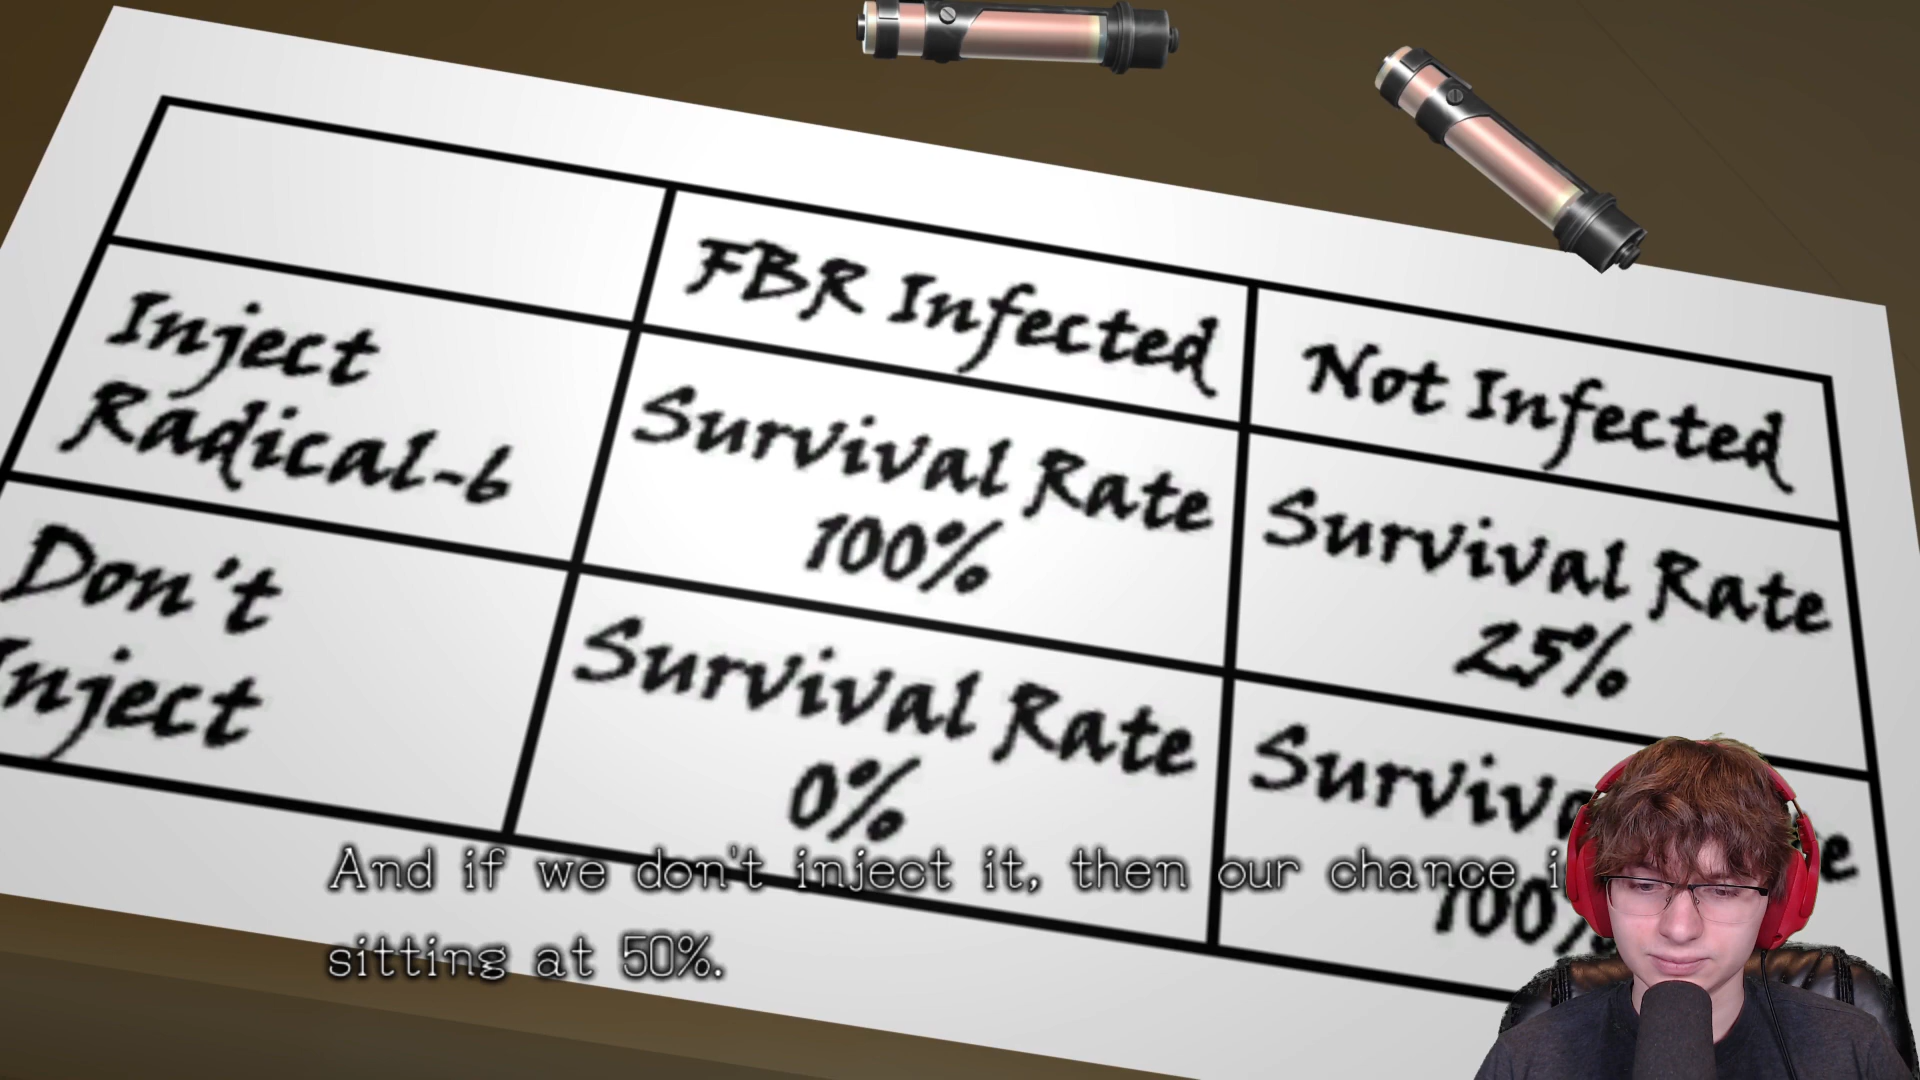 FBR Infected
Not Infected
Inject
Radical-6
Survival Rate
100%
Survival Rate
25%
Don't
Inject
Survival Rate
0%
100%
And if we don't inject it, then our chance
sitting at 50%.